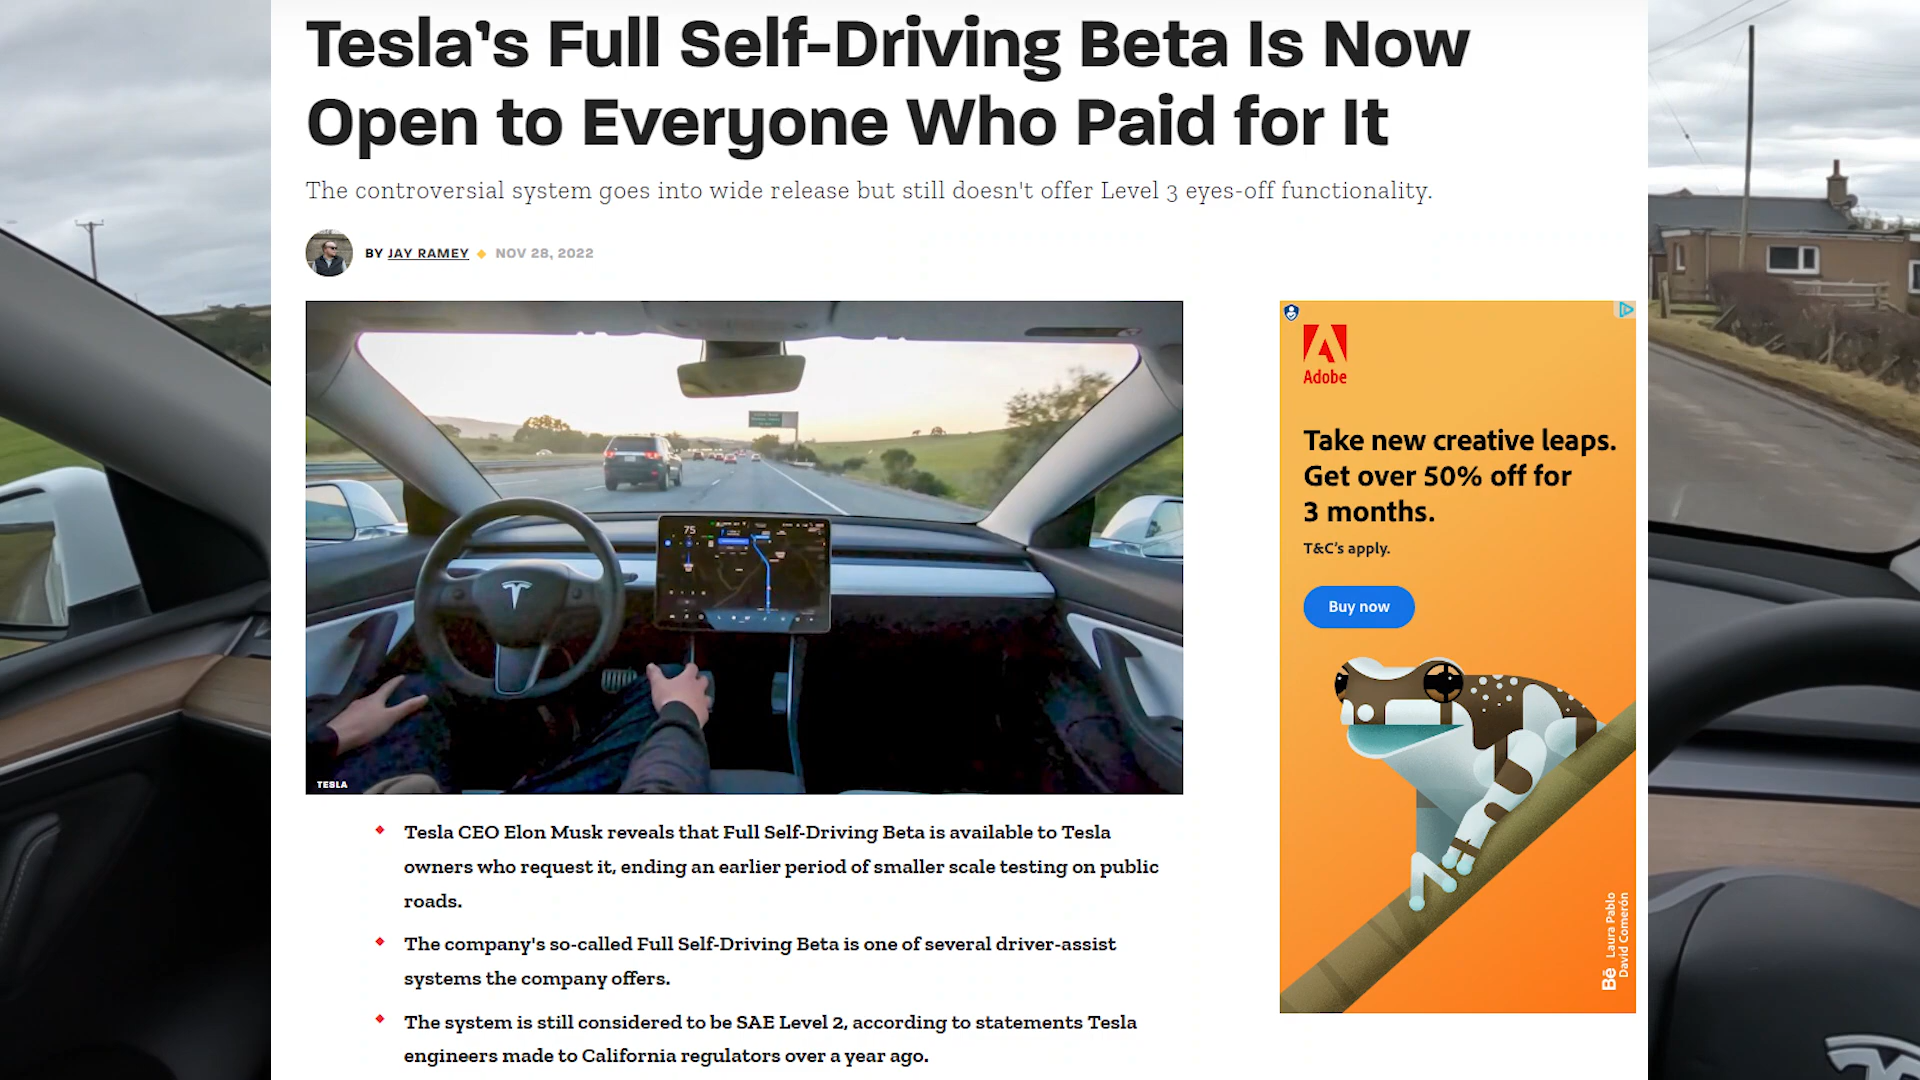 Tesla's Full Self-Driving Beta Is Now
Open to Everyone Who Paid for It
The controversial system goes into wide release but still doesn't offer Level 3 eyes-off functionality.
BY JAY RAMEY ◆ NOV 28, 2022
75
TESLA
Tesla CEO Elon Musk reveals that Full Self-Driving Beta is available to Tesla
owners who request it, ending an earlier period of smaller scale testing on public
roads.
The company's so-called Full Self-Driving Beta is one of several driver-assist
systems the company offers.
The system is still considered to be SAE Level 2, according to statements Tesla
engineers made to California regulators over a year ago.
Adobe
Take new creative leaps.
Get over 50% off for
3 months.
T&C's apply.
Buy now
Bē Laura Pablo
David Comerón